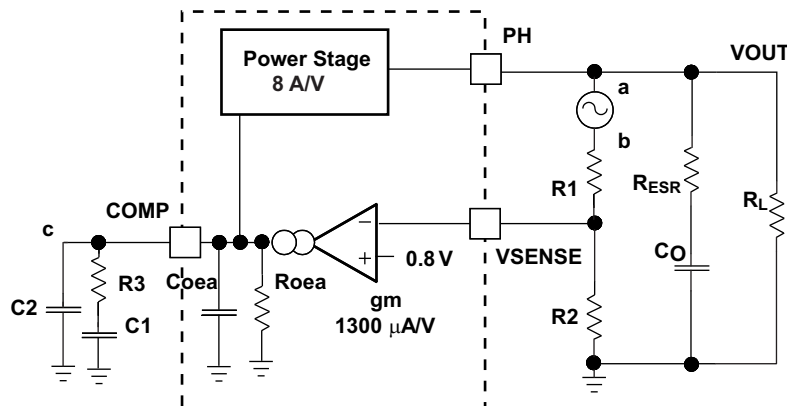 PH
VOUT
Power Stage
8 A/V
a
b
R1
RESR
RL
COMP
c
VSENSE
0.8 V
Coea
Roea
R3
CO
C2
C1
gm
1300 μA/V
R2